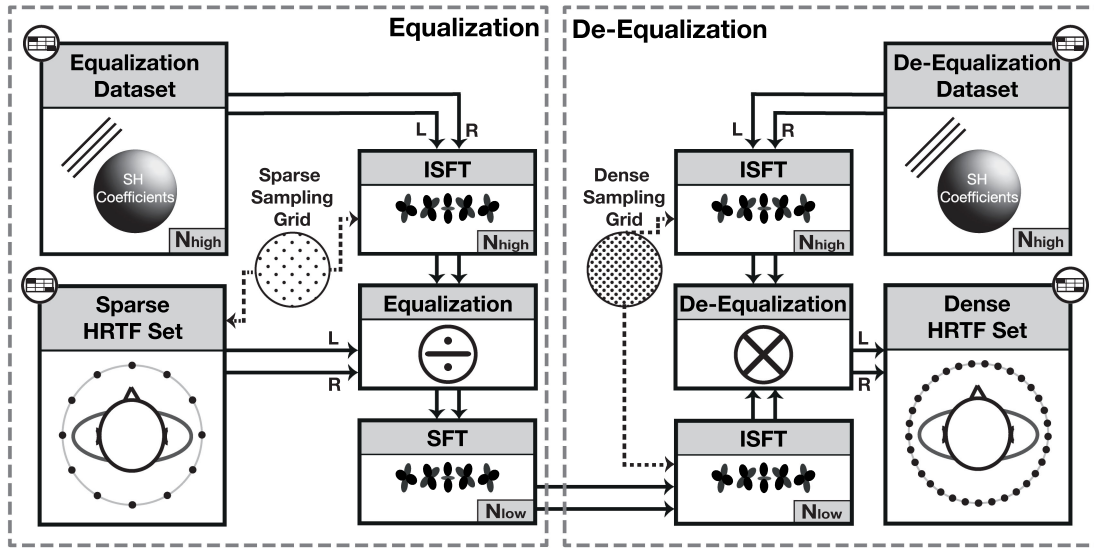 Equalization
Equalization
Dataset
SH
Coefficients
Nhigh
L
R
ISFT
Nhigh
Sparse
Sampling
Grid
Sparse
HRTF Set
L
R
Equalization
SFT
Nlow
De-Equalization
De-Equalization
Dataset
SH
Coefficients
Nhigh
L
R
ISFT
Nhigh
Dense
Sampling
Grid
De-Equalization
L
R
Dense
HRTF Set
ISFT
Nlow